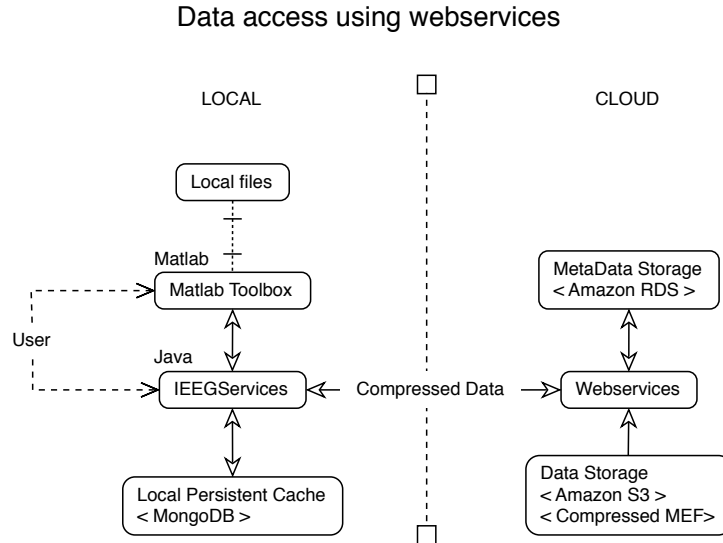 Data access using webservices
LOCAL
CLOUD
Local files
Matlab
Matlab Toolbox
MetaData Storage
< Amazon RDS >
User
Java
IEEGServices
Compressed Data
Webservices
Local Persistent Cache
< MongoDB >
Data Storage
< Amazon S3 >
< Compressed MEF>